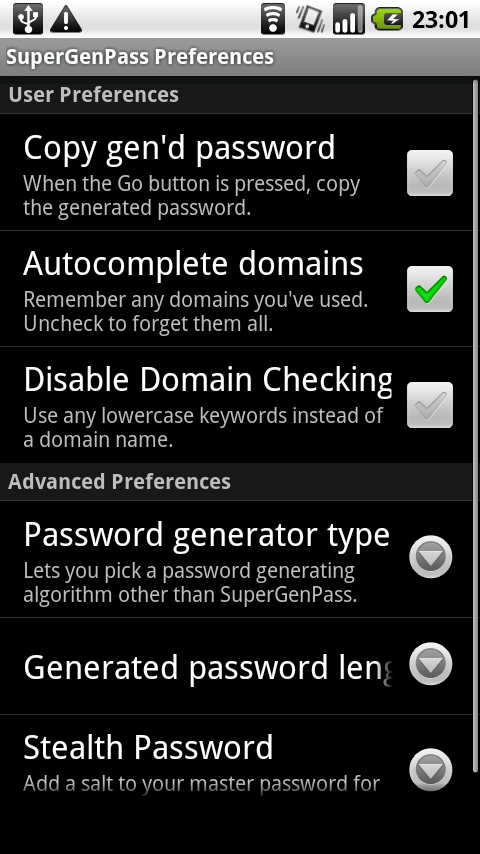 23:01
SuperGenPass Preferences
User Preferences
Copy gen'd password
When the Go button is pressed, copy
the generated password.
Autocomplete domains
Remember any domains you've used.
Uncheck to forget them all.
Disable Domain Checking
Use any lowercase keywords instead of
a domain name.
Advanced Preferences
Password generator type
Lets you pick a password generating
algorithm other than SuperGenPass.
Generated password leng
Stealth Password
Add a salt to your master password for